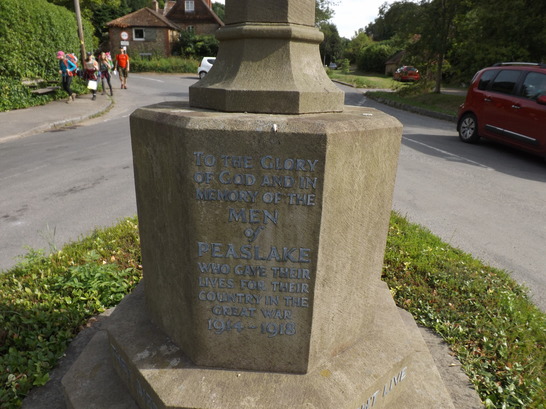 TO THE GLORY
OF GOD AND IN
MEMORY OF THE
MEN
OF
PEASLAKE
WHO GAVE THEIR
LIVES FOR THEIR
COUNTRY IN THE
GREAT WAR
1914-1918
LIVE